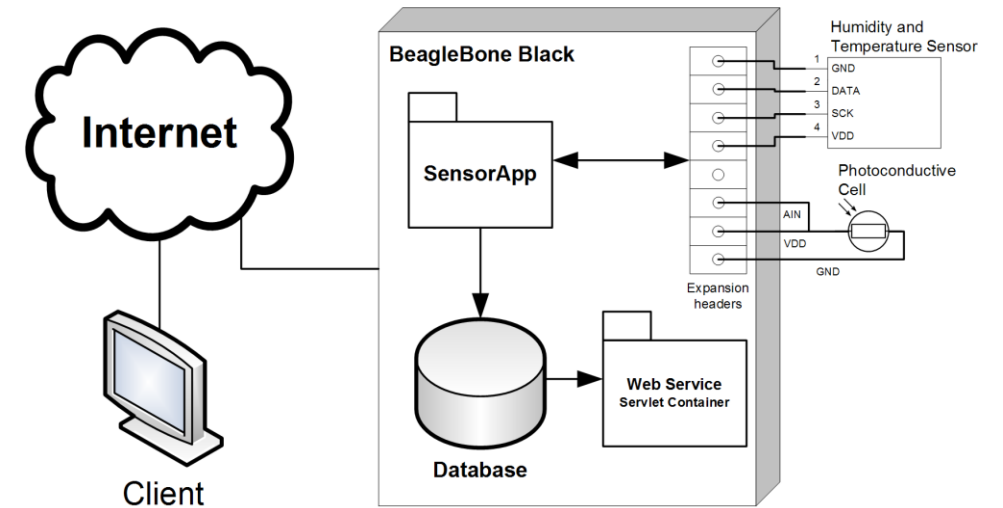 Internet
Client
BeagleBone Black
SensorApp
Database
Web Service
Servlet Container
Expansion
headers
Humidity and
Temperature Sensor
1
GND
2
DATA
3
SCK
4
VDD
Photoconductive
Cell
AIN
VDD
GND